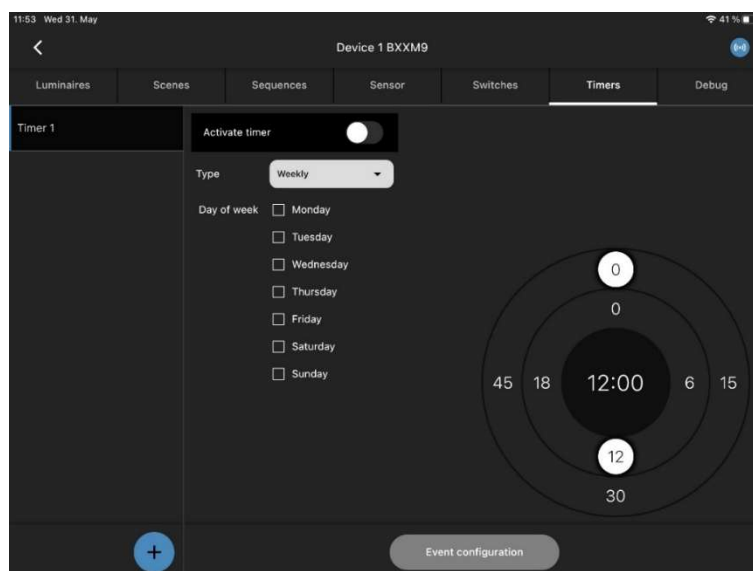 11:53 Wed 31. May 41 %
Device 1 BXXM9
Luminaires Scenes Sequences Sensor Switches Timers Debug
Timer 1
Activate timer
Type Weekly
Day of week Monday
Tuesday
Wednesday
Thursday
Friday
Saturday
Sunday
0
0
45 18 12:00 6 15
12
30
+ Event configuration